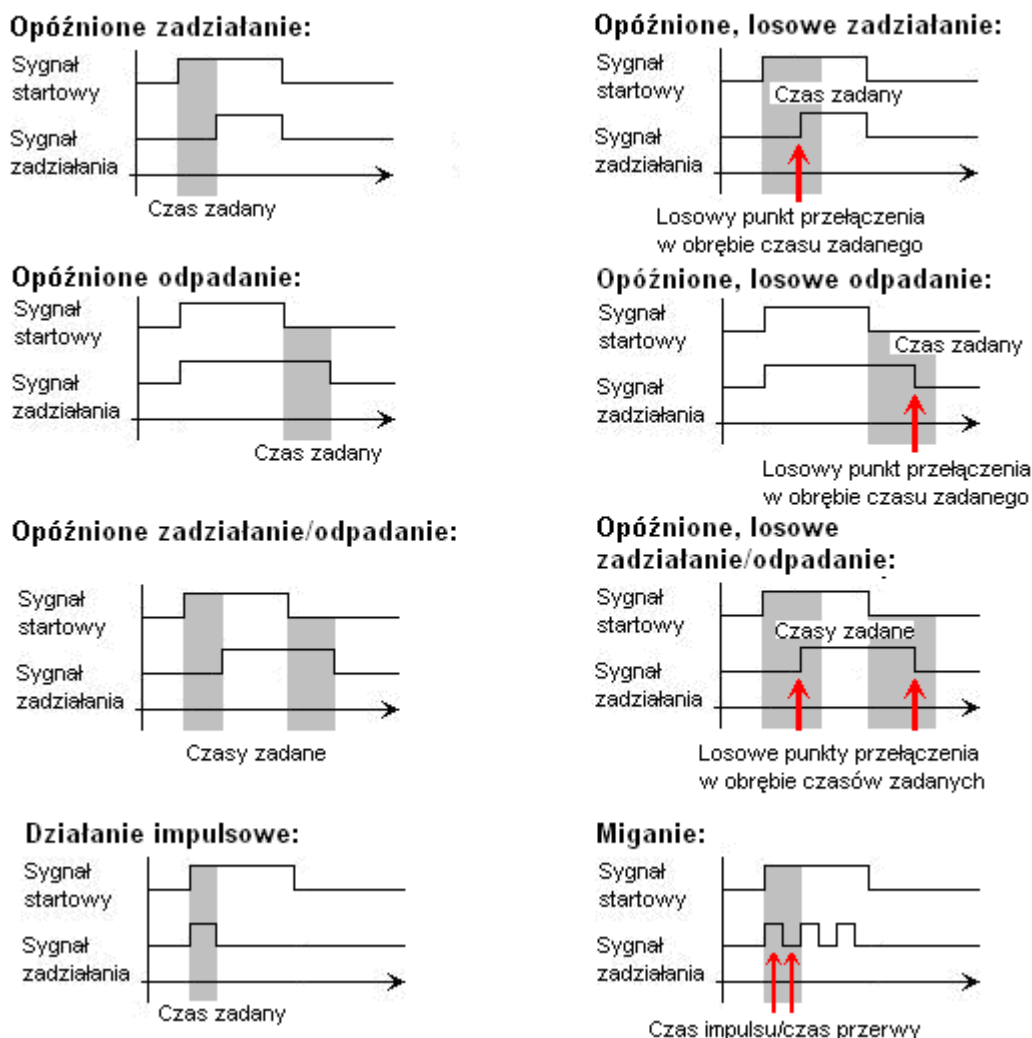 Opóźnione zadziałanie:
Sygnał
startowy
Sygnał
zadziałania
Czas zadany
Opóźnione, losowe zadziałanie:
Sygnał
startowy
Czas zadany
Sygnał
zadziałania
Losowy punkt przełączenia
w obrębie czasu zadanego
Opóźnione odpadanie:
Sygnał
startowy
Sygnał
zadziałania
Czas zadany
Opóźnione, losowe odpadanie:
Sygnał
startowy
Czas zadany
Sygnał
zadziałania
Losowy punkt przełączenia
w obrębie czasu zadanego
Opóźnione zadziałanie/odpadanie:
Sygnał
startowy
Sygnał
zadziałania
Czasy zadane
Opóźnione, losowe
zadziałanie/odpadanie:
Sygnał
startowy
Czasy zadane
Sygnał
zadziałania
Losowe punkty przełączenia
w obrębie czasów zadanych
Działanie impulsowe:
Sygnał
startowy
Sygnał
zadziałania
Czas zadany
Miganie:
Sygnał
startowy
Sygnał
zadziałania
Czas impulsu/czas przerwy